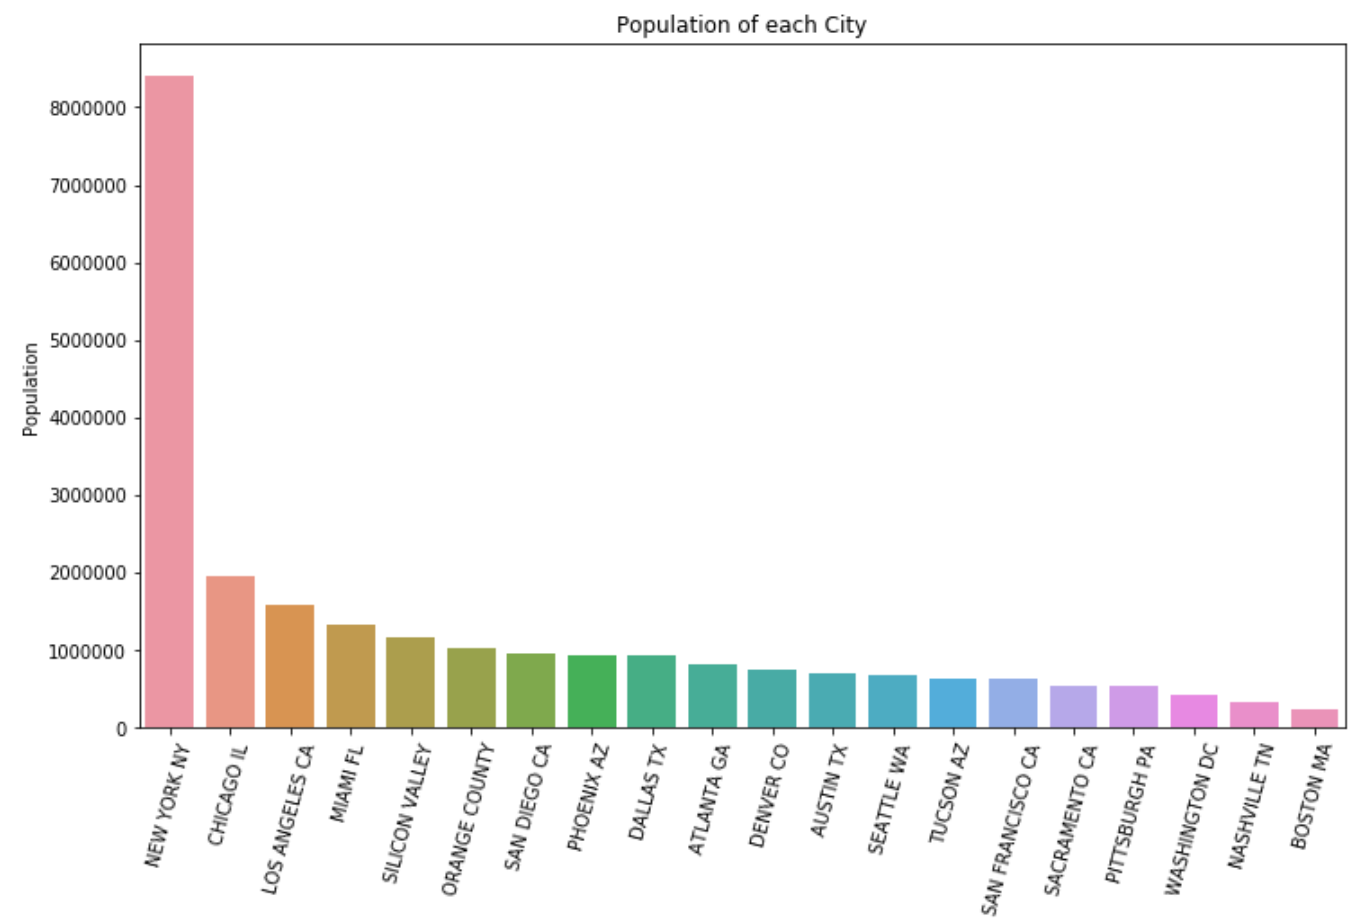 Population of each City
Population
8000000
7000000
6000000
5000000
4000000
3000000
2000000
1000000
0
NEW YORK NY
CHICAGO IL
LOS ANGELES CA
MIAMI FL
SILICON VALLEY
ORANGE COUNTY
SAN DIEGO CA
PHOENIX AZ
DALLAS TX
ATLANTA GA
DENVER CO
AUSTIN TX
SEATTLE WA
TUCSON AZ
SAN FRANCISCO CA
SACRAMENTO CA
PITTSBURGH PA
WASHINGTON DC
NASHVILLE TN
BOSTON MA